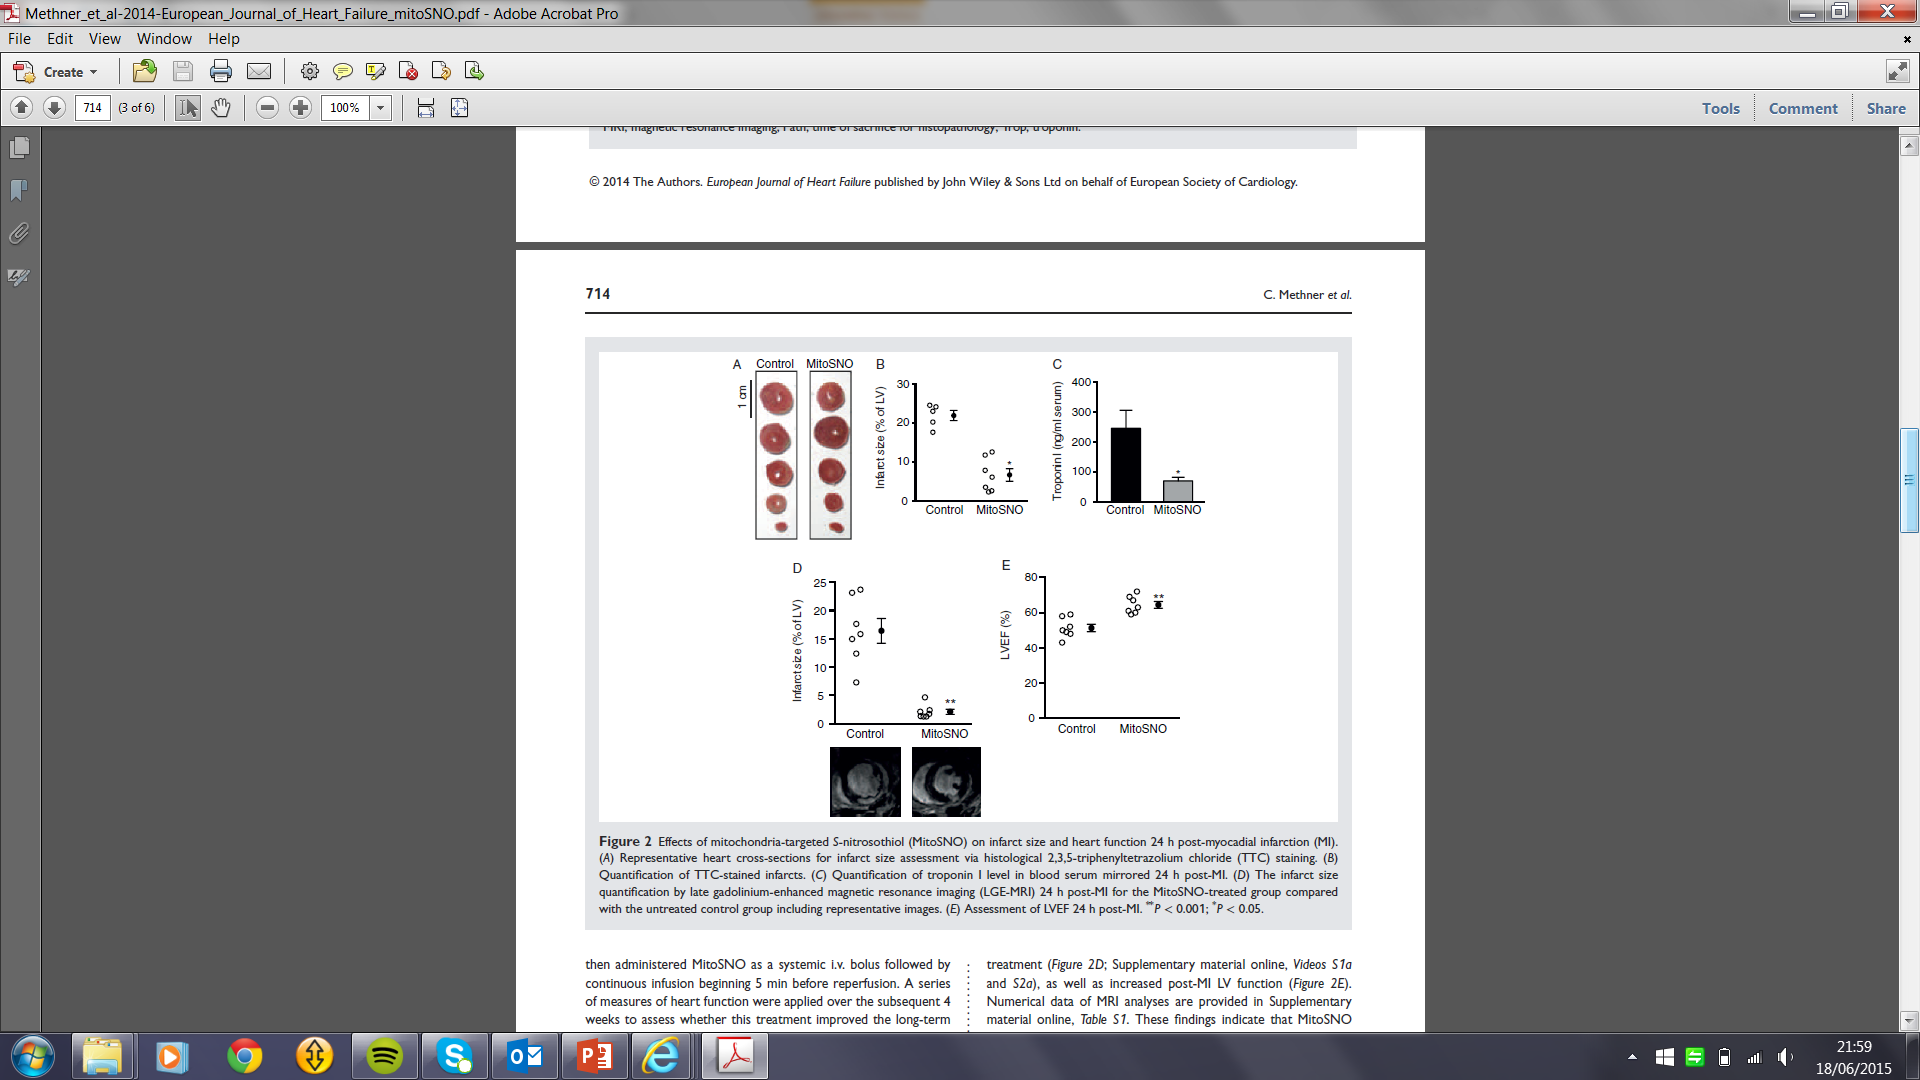 Methner_et_al-2014-European_Journal_of_Heart_Failure_mitoSNO.pdf - Adobe Acrobat Pro
File Edit View Window Help
Create
714 (3 of 6) 100% Tools Comment Share
MRI, magnetic resonance imaging; Path, time of sacrifice for histopathology; Trop, troponin.
© 2014 The Authors. European Journal of Heart Failure published by John Wiley & Sons Ltd on behalf of European Society of Cardiology.
714 C. Methner et al.
A Control MitoSNO
1 cm
B
Infarct size (% of LV)
30
20
10
0
*
Control MitoSNO
C
Troponin I (ng/ml serum)
400
300
200
100
0
*
Control MitoSNO
D
Infarct size (% of LV)
25
20
15
10
5
0
**
Control MitoSNO
E
LVEF (%)
80
60
40
20
0
**
Control MitoSNO
Figure 2 Effects of mitochondria-targeted S-nitrosothiol (MitoSNO) on infarct size and heart function 24 h post-myocadial infarction (MI).
(A) Representative heart cross-sections for infarct size assessment via histological 2,3,5-triphenyltetrazolium chloride (TTC) staining. (B)
Quantification of TTC-stained infarcts. (C) Quantification of troponin I level in blood serum mirrored 24 h post-MI. (D) The infarct size
quantification by late gadolinium-enhanced magnetic resonance imaging (LGE-MRI) 24 h post-MI for the MitoSNO-treated group compared
with the untreated control group including representative images. (E) Assessment of LVEF 24 h post-MI. **P < 0.001; *P < 0.05.
then administered MitoSNO as a systemic i.v. bolus followed by
continuous infusion beginning 5 min before reperfusion. A series
of measures of heart function were applied over the subsequent 4
weeks to assess whether this treatment improved the long-term
treatment (Figure 2D; Supplementary material online, Videos S1a
and S2a), as well as increased post-MI LV function (Figure 2E).
Numerical data of MRI analyses are provided in Supplementary
material online, Table S1. These findings indicate that MitoSNO
21:59
18/06/2015